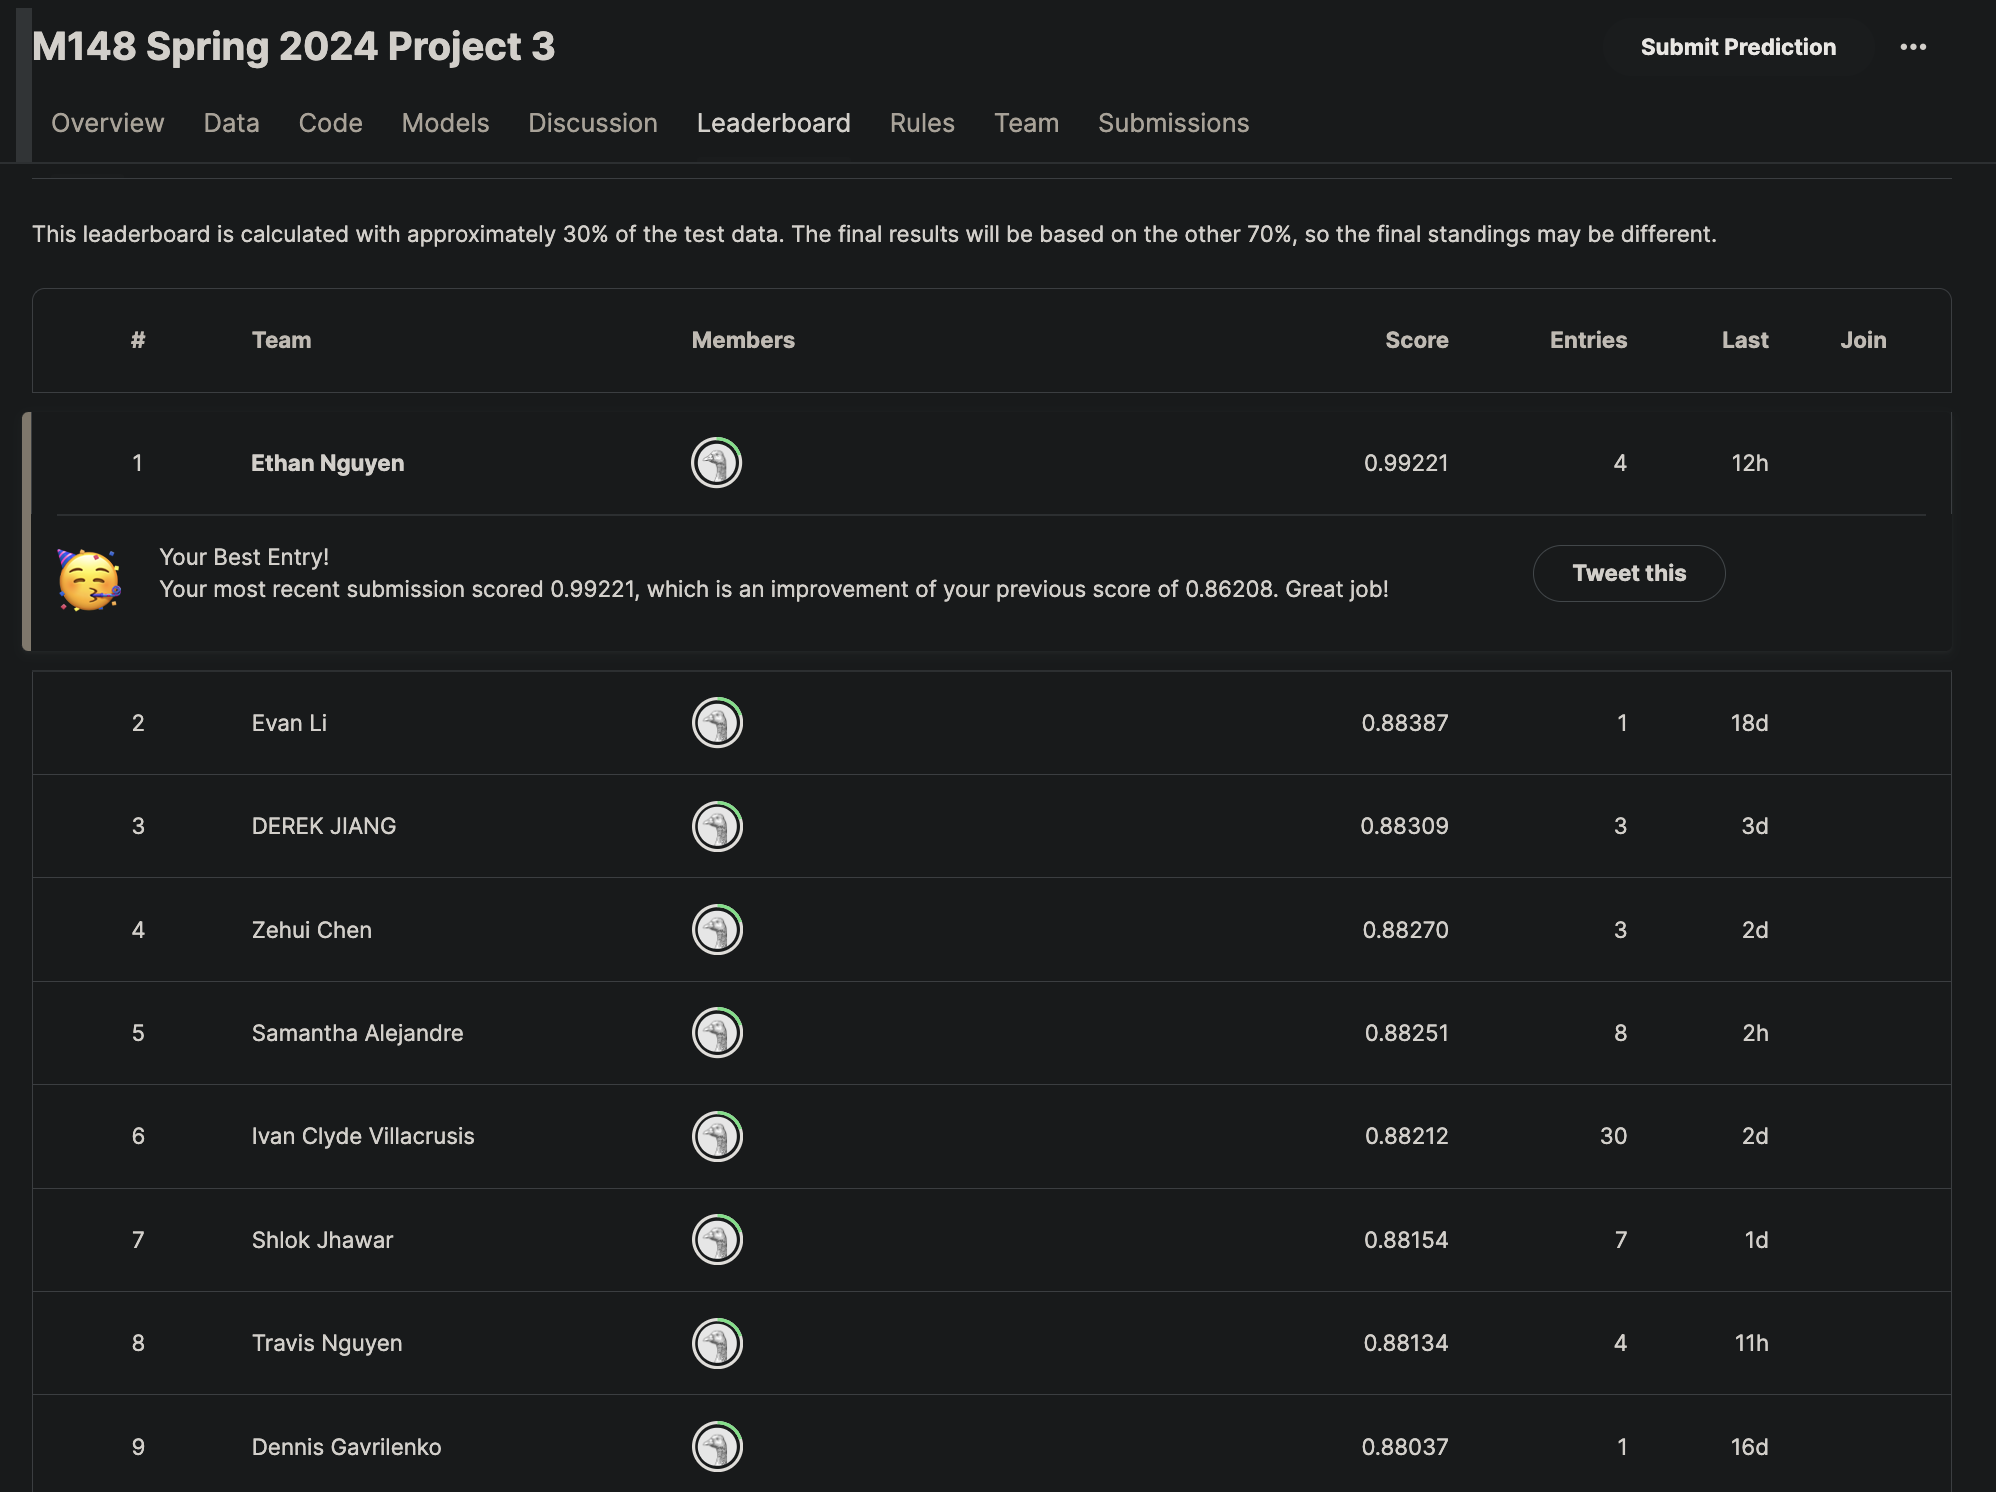 M148 Spring 2024 Project 3
Submit Prediction
Overview Data Code Models Discussion Leaderboard Rules Team Submissions
This leaderboard is calculated with approximately 30% of the test data. The final results will be based on the other 70%, so the final standings may be different.
# Team Members Score Entries Last Join
1 Ethan Nguyen 0.99221 4 12h
Your Best Entry!
Your most recent submission scored 0.99221, which is an improvement of your previous score of 0.86208. Great job!
Tweet this
2 Evan Li 0.88387 1 18d
3 DEREK JIANG 0.88309 3 3d
4 Zehui Chen 0.88270 3 2d
5 Samantha Alejandre 0.88251 8 2h
6 Ivan Clyde Villacrusis 0.88212 30 2d
7 Shlok Jhawar 0.88154 7 1d
8 Travis Nguyen 0.88134 4 11h
9 Dennis Gavrilenko 0.88037 1 16d